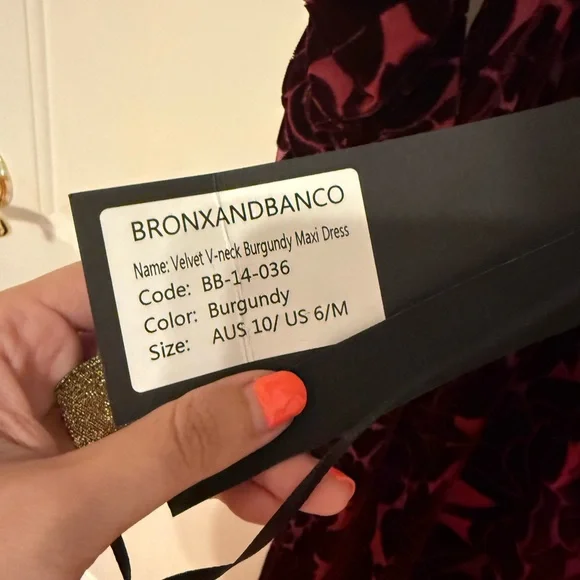 BRONXANDBANCO
Name: Velvet V-neck Burgundy Maxi Dress
Code: BB-14-036
Color: Burgundy
Size: AUS 10/ US 6/M